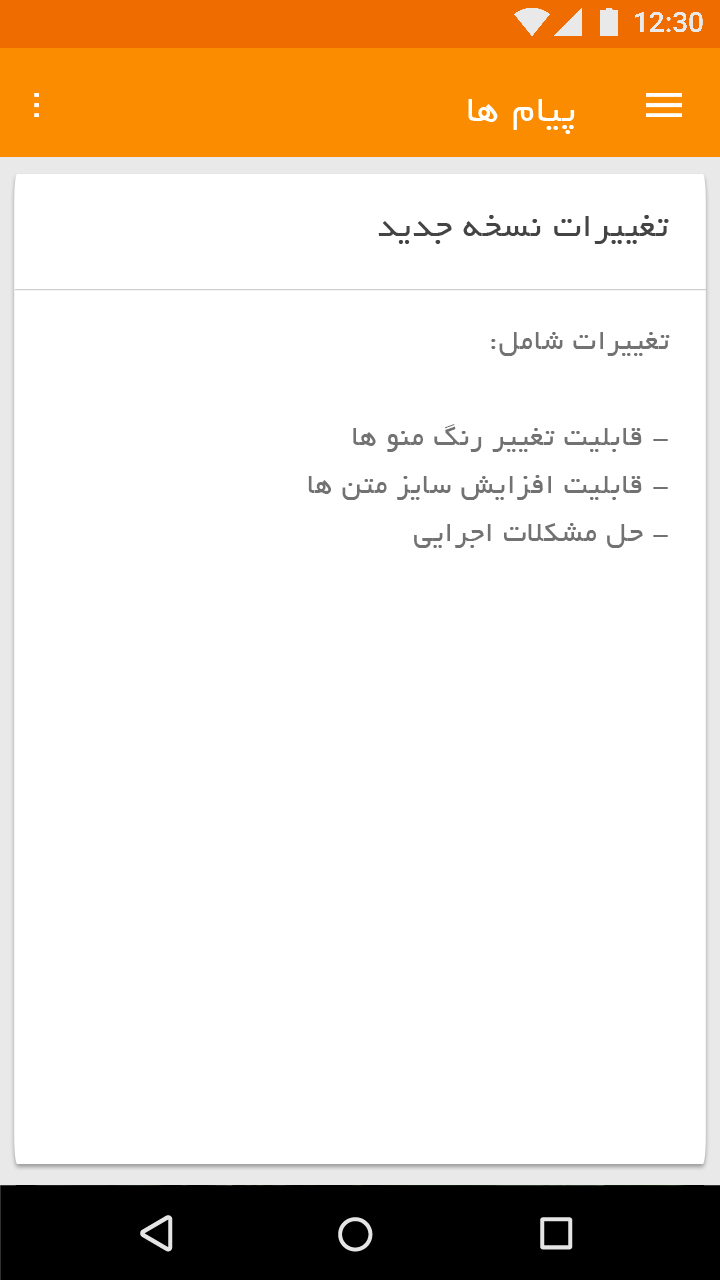 12:30
پیام ها
تغییرات نسخه جدید
تغییرات شامل:
– قابلیت تغییر رنگ منو ها
– قابلیت افزایش سایز متن ها
– حل مشکلات اجرایی